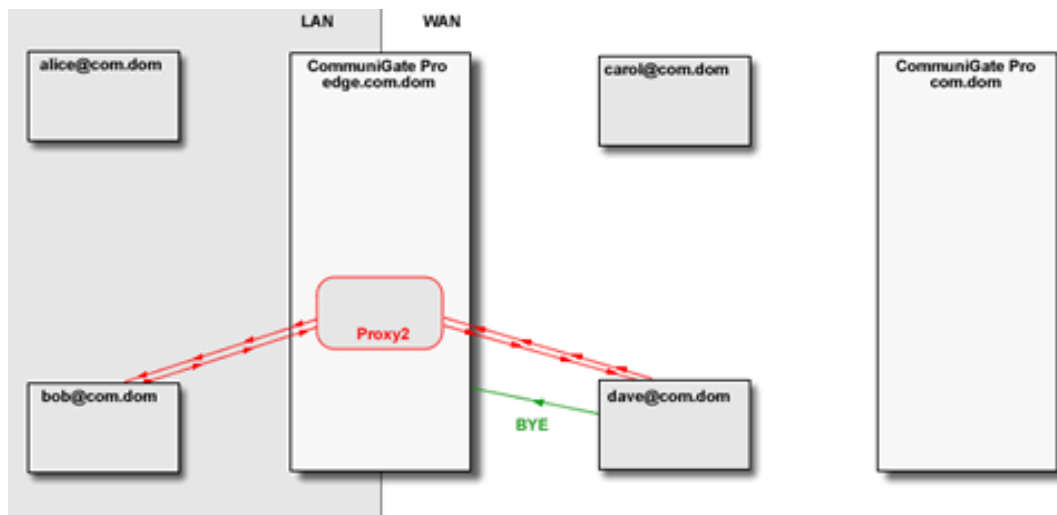 LAN
WAN
alice@com.dom
CommuniGate Pro
edge.com.dom
carol@com.dom
CommuniGate Pro
com.dom
Proxy2
bob@com.dom
dave@com.dom
BYE